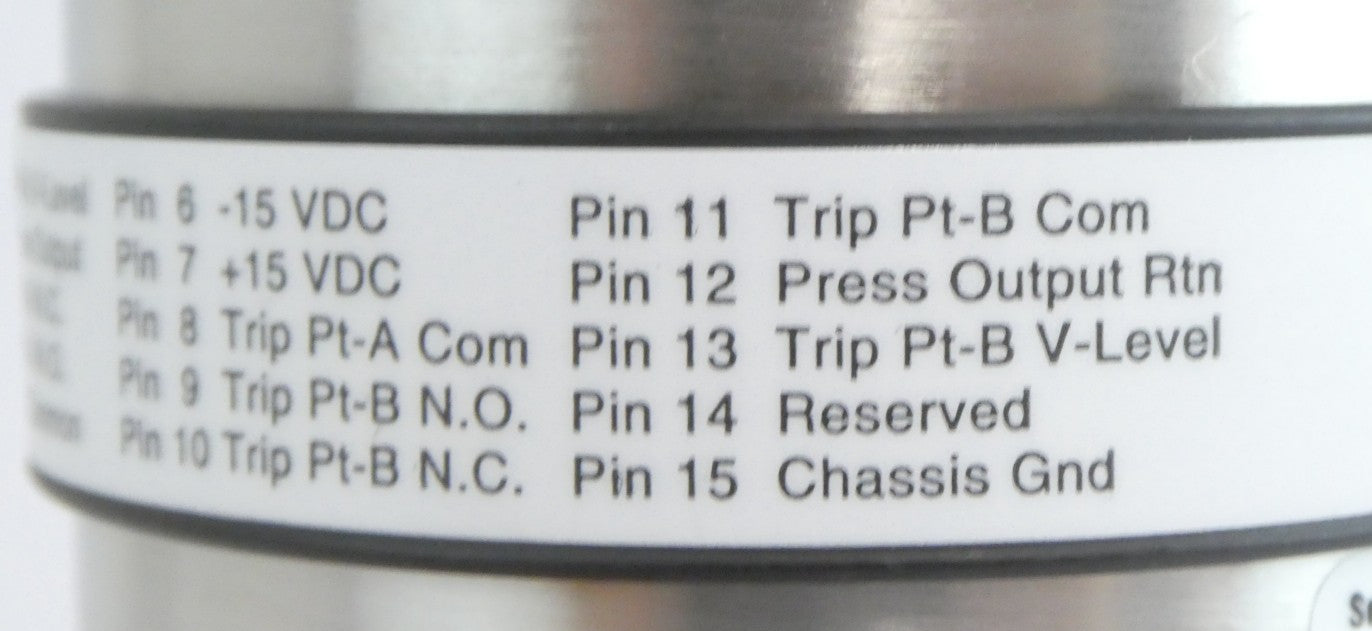 Level Pin 6 -15 VDC Pin 11 Trip Pt-B Com
Output Pin 7 +15 VDC Pin 12 Press Output Rtn
Pin 8 Trip Pt-A Com Pin 13 Trip Pt-B V-Level
Pin 9 Trip Pt-B N.O. Pin 14 Reserved
Pin 10 Trip Pt-B N.C. Pin 15 Chassis Gnd